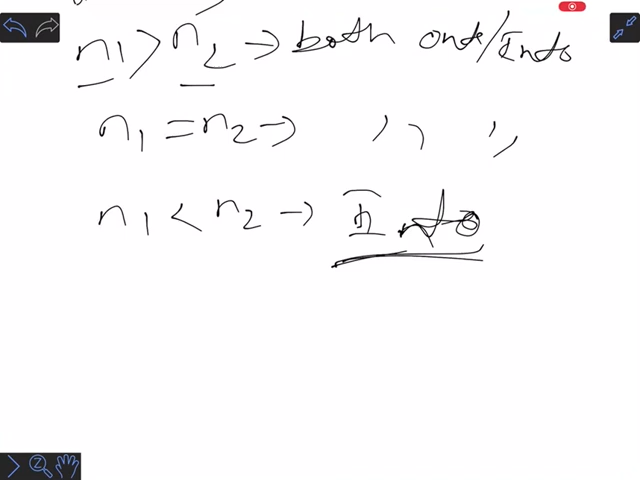 n1 > n2 → both onto/Into
n1 = n2 → ,, ,,
n1 < n2 → Into